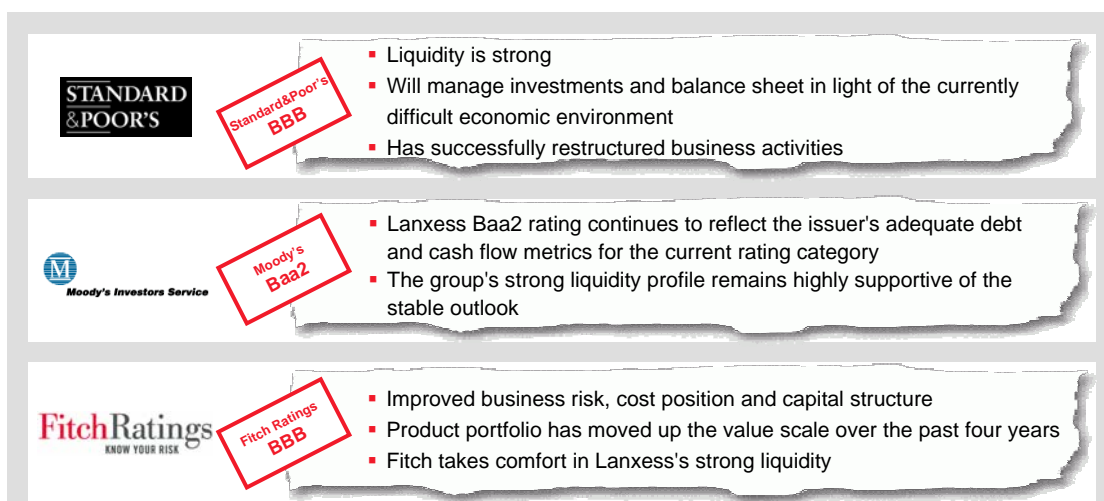 STANDARD
&POOR'S
Standard&Poor's
BBB
▪ Liquidity is strong
▪ Will manage investments and balance sheet in light of the currently
difficult economic environment
▪ Has successfully restructured business activities
M
Moody's Investors Service
Moody's
Baa2
▪ Lanxess Baa2 rating continues to reflect the issuer's adequate debt
and cash flow metrics for the current rating category
▪ The group's strong liquidity profile remains highly supportive of the
stable outlook
FitchRatings
KNOW YOUR RISK
Fitch Ratings
BBB
▪ Improved business risk, cost position and capital structure
▪ Product portfolio has moved up the value scale over the past four years
▪ Fitch takes comfort in Lanxess's strong liquidity